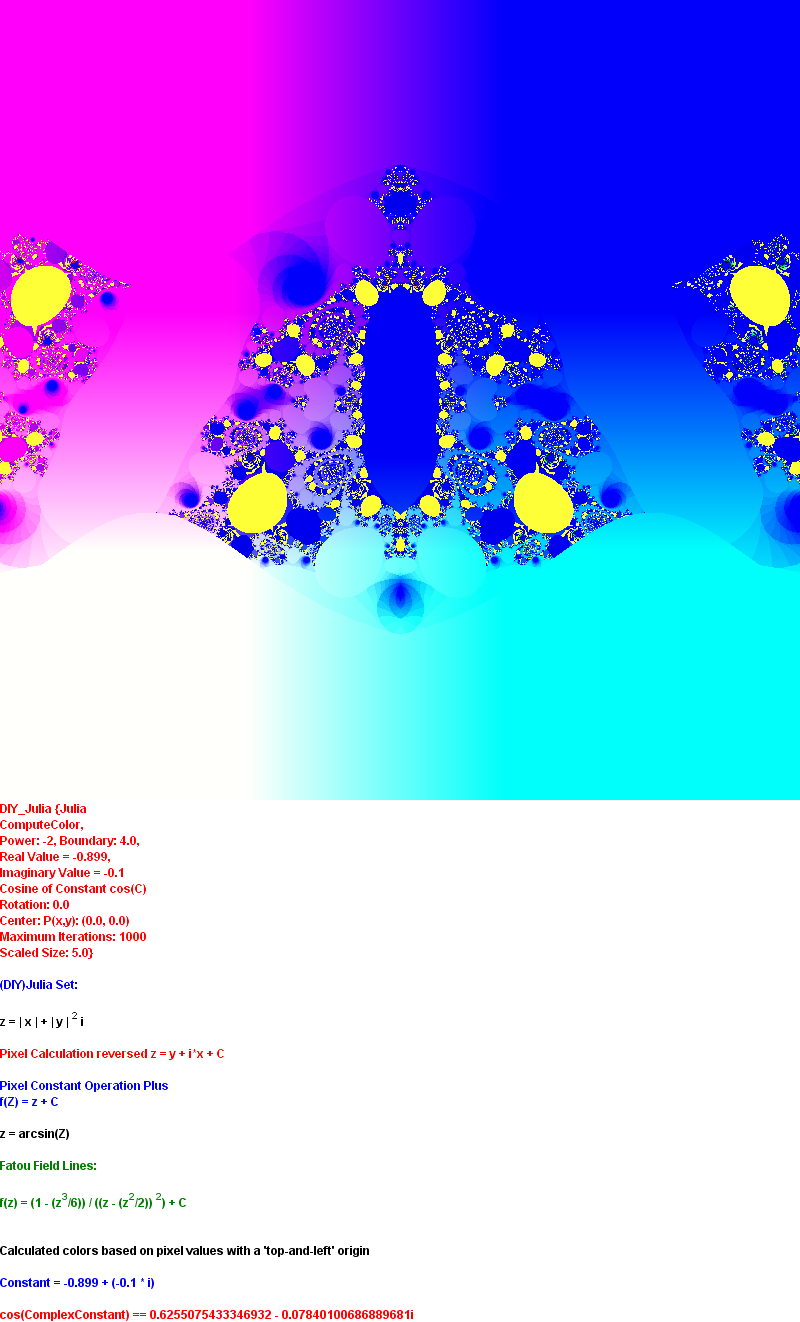 DIY_Julia {Julia
ComputeColor,
Power: -2, Boundary: 4.0,
Real Value = -0.899,
Imaginary Value = -0.1
Cosine of Constant cos(C)
Rotation: 0.0
Center: P(x,y): (0.0, 0.0)
Maximum Iterations: 1000
Scaled Size: 5.0}
(DIY)Julia Set:
z = | x | + | y | ² i
Pixel Calculation reversed z = y + i*x + C
Pixel Constant Operation Plus
f(Z) = z + C
z = arcsin(Z)
Fatou Field Lines:
f(z) = (1 - (z³/6)) / ((z - (z²/2)) ²) + C
Calculated colors based on pixel values with a 'top-and-left' origin
Constant = -0.899 + (-0.1 * i)
cos(ComplexConstant) == 0.6255075433346932 - 0.07840100686889681i